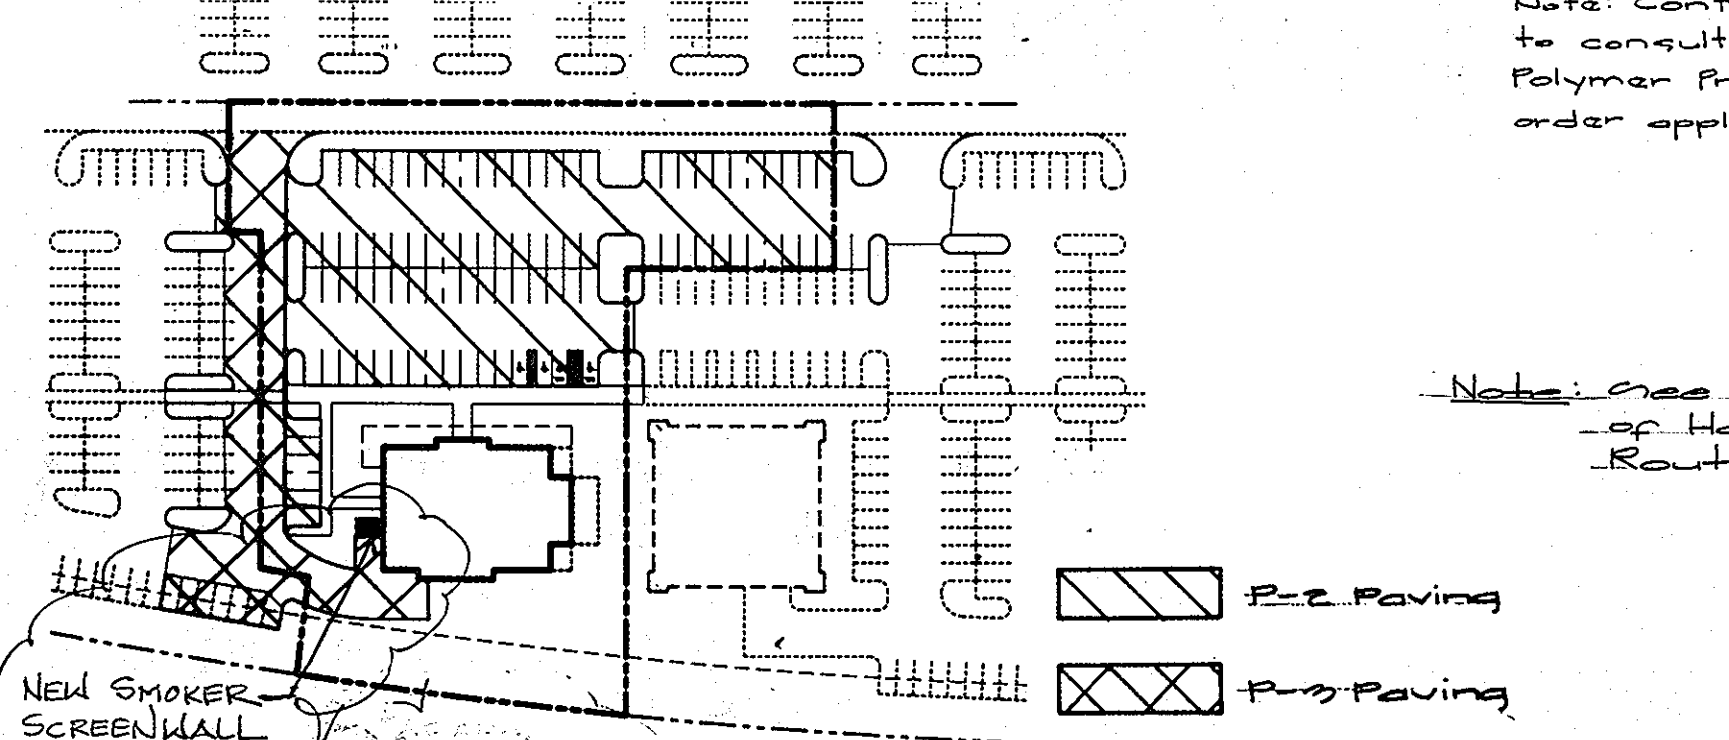 Note: Cont
to consult
Polymer Pr
order appl
Note: See
of Ha
Rout
P-2 Paving
P-3 Paving
NEW SMOKER
SCREENWALL